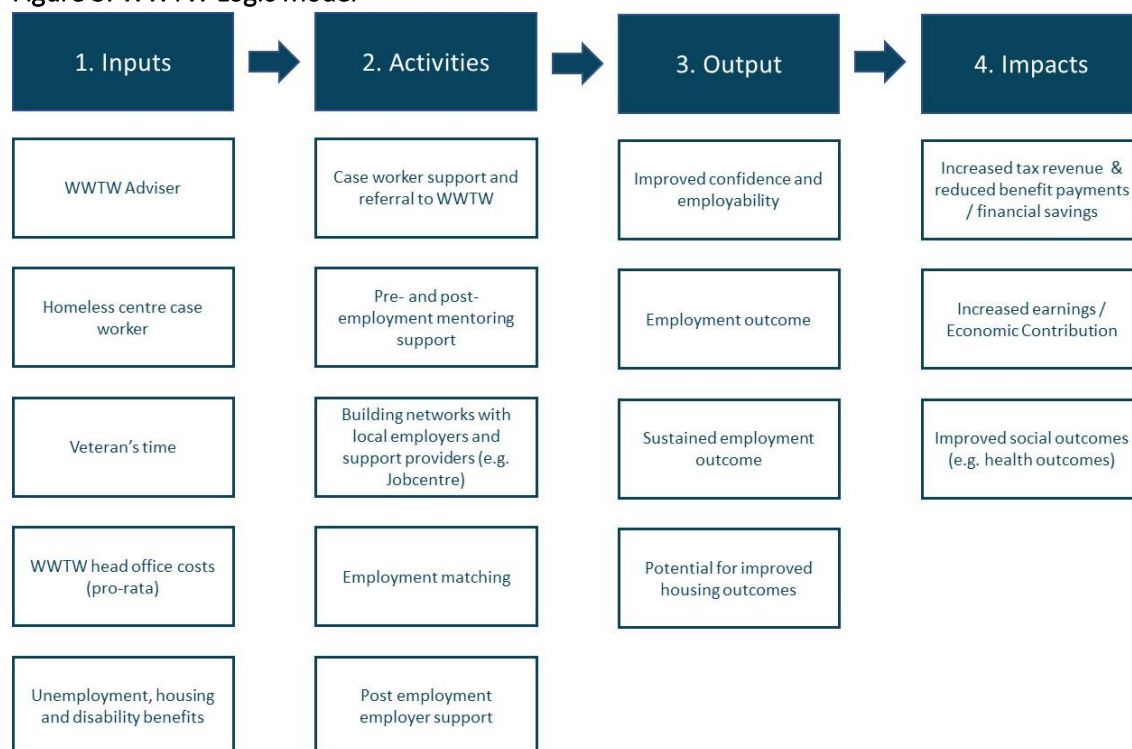 1. Inputs
2. Activities
3. Output
4. Impacts
WWTW Adviser
Case worker support and
referral to WWTW
Improved confidence and
employability
Increased tax revenue &
reduced benefit payments
/ financial savings
Homeless centre case
worker
Pre- and post-
employment mentoring
support
Employment outcome
Increased earnings /
Economic Contribution
Veteran's time
Building networks with
local employers and
support providers (e.g.
Jobcentre)
Sustained employment
outcome
Improved social outcomes
(e.g. health outcomes)
WWTW head office costs
(pro-rata)
Employment matching
Potential for improved
housing outcomes
Unemployment, housing
and disability benefits
Post employment
employer support